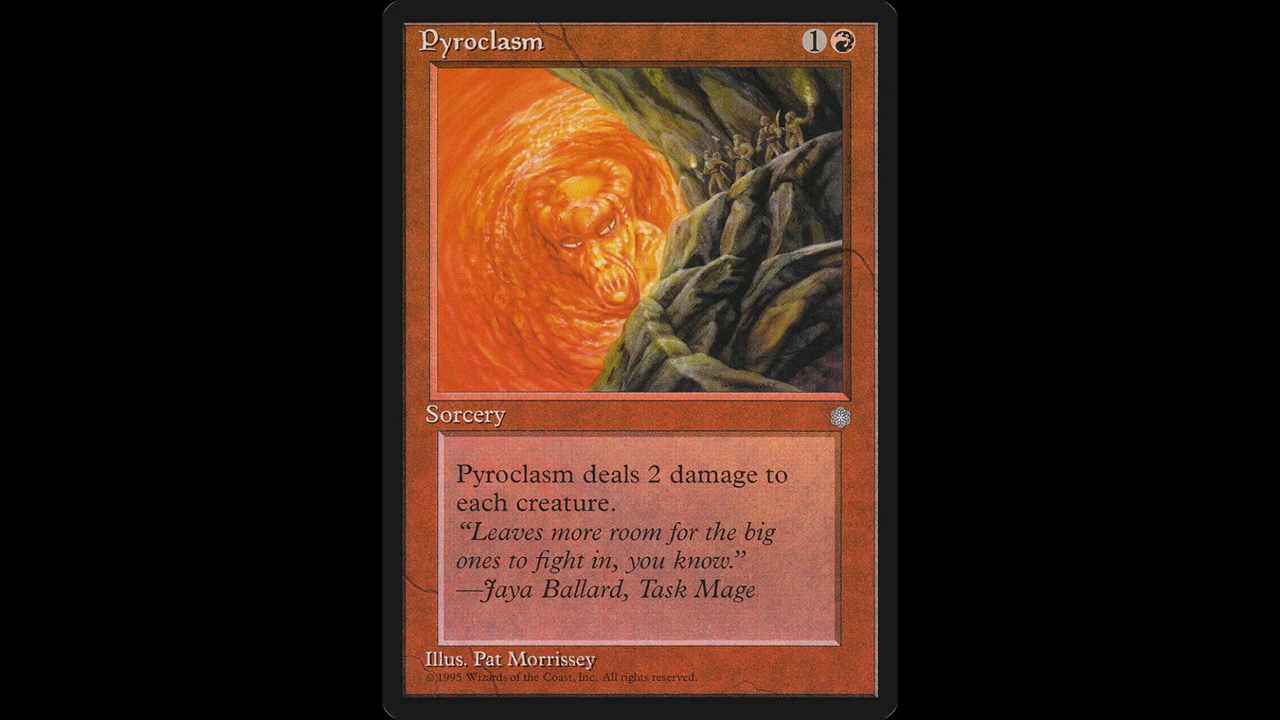 Pyroclasm
1
Sorcery
Pyroclasm deals 2 damage to
each creature.
“Leaves more room for the big
ones to fight in, you know.”
—Jaya Ballard, Task Mage
Illus. Pat Morrissey
©1995 Wizards of the Coast, Inc. All rights reserved.